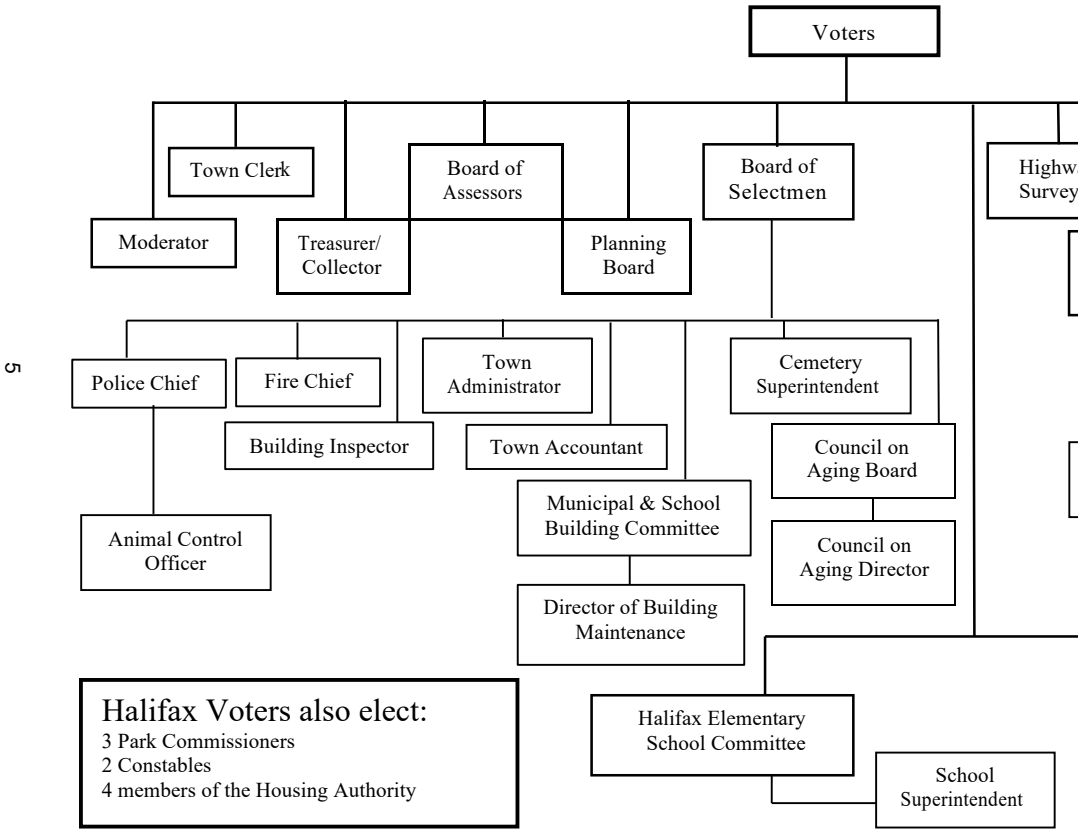 Voters
Town Clerk
Board of
Assessors
Board of
Selectmen
Moderator
Treasurer/
Collector
Planning
Board
5
Police Chief
Fire Chief
Town
Administrator
Cemetery
Superintendent
Building Inspector
Town Accountant
Council on
Aging Board
Municipal & School
Building Committee
Animal Control
Officer
Council on
Aging Director
Director of Building
Maintenance
Halifax Voters also elect:
3 Park Commissioners
2 Constables
4 members of the Housing Authority
Halifax Elementary
School Committee
School
Superintendent